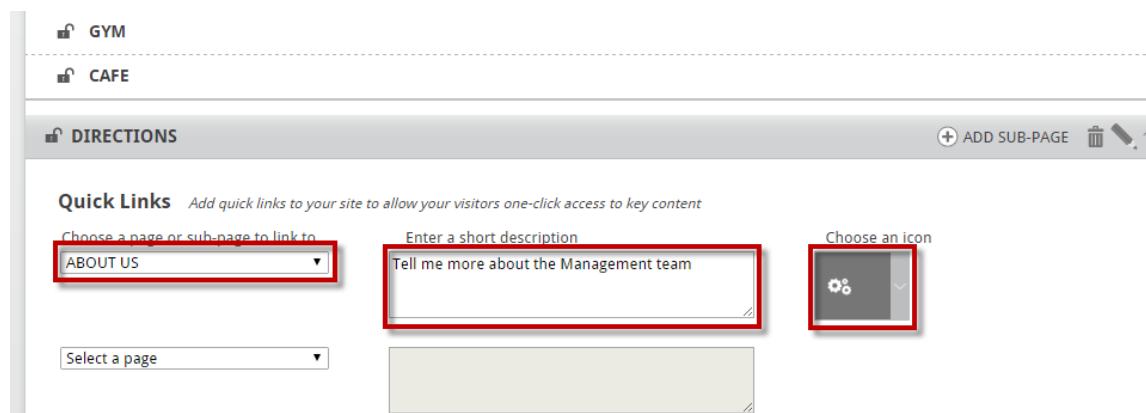 GYM
CAFE
DIRECTIONS ADD SUB-PAGE
Quick Links Add quick links to your site to allow your visitors one-click access to key content
Choose a page or sub-page to link to Enter a short description Choose an icon
ABOUT US Tell me more about the Management team
Select a page